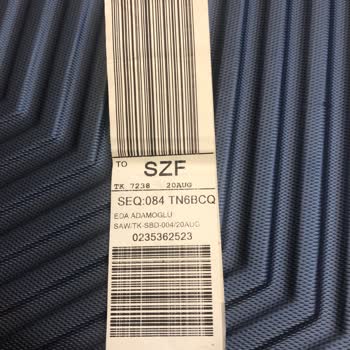 TO SZF
TK 7238 20AUG
SEQ:084 TN6BCQ
EDA ADAMOGLU
SAW/TK-SBD-004/20AUG
0235362523